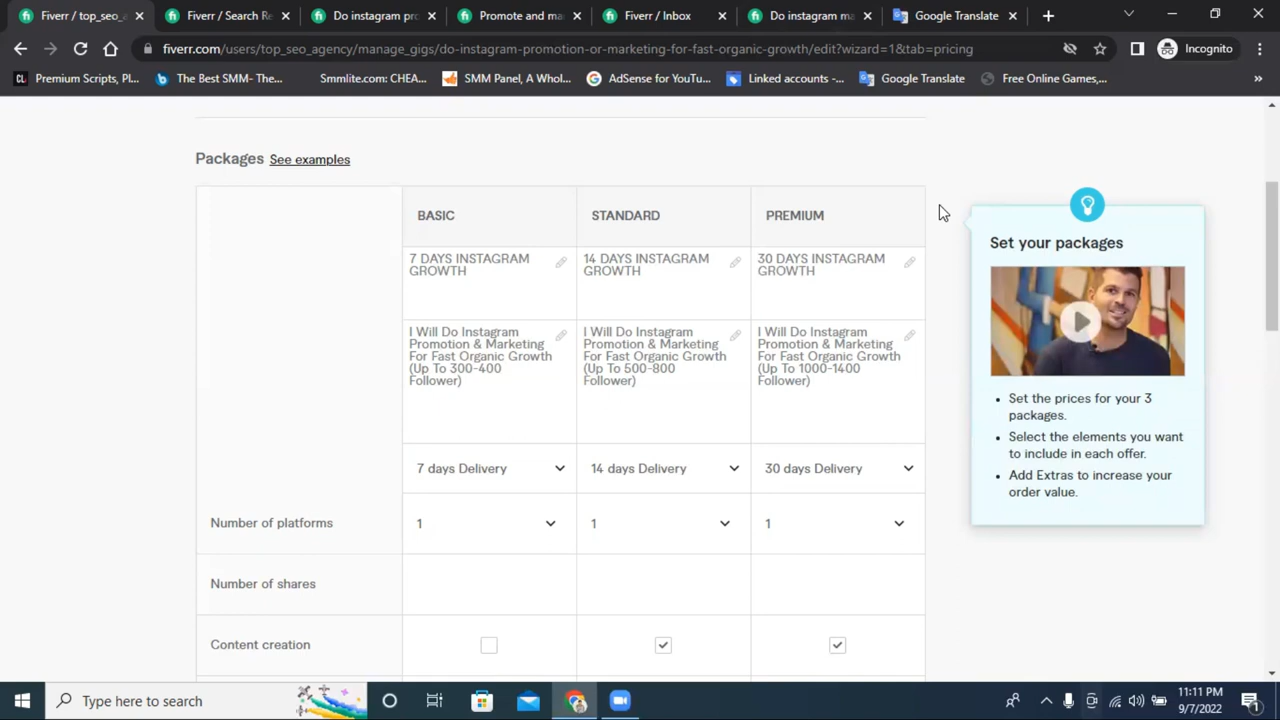 Fiverr / top_seo_a
Fiverr / Search Re
Do instagram pro
Promote and ma
Fiverr / Inbox
Do instagram ma
Google Translate
fiverr.com/users/top_seo_agency/manage_gigs/do-instagram-promotion-or-marketing-for-fast-organic-growth/edit?wizard=1&tab=pricing
Incognito
Premium Scripts, Pl...
The Best SMM- The...
Smmlite.com: CHEA...
SMM Panel, A Whol...
AdSense for YouTu...
Linked accounts -...
Google Translate
Free Online Games,...
Packages See examples
BASIC STANDARD PREMIUM
7 DAYS INSTAGRAM
GROWTH
14 DAYS INSTAGRAM
GROWTH
30 DAYS INSTAGRAM
GROWTH
I Will Do Instagram
Promotion & Marketing
For Fast Organic Growth
(Up To 300-400
Follower)
I Will Do Instagram
Promotion & Marketing
For Fast Organic Growth
(Up To 500-800
Follower)
I Will Do Instagram
Promotion & Marketing
For Fast Organic Growth
(Up To 1000-1400
Follower)
7 days Delivery 14 days Delivery 30 days Delivery
Number of platforms 1 1 1
Number of shares
Content creation
Set your packages
Set the prices for your 3
packages.
Select the elements you want
to include in each offer.
Add Extras to increase your
order value.
Type here to search
11:11 PM
9/7/2022
1